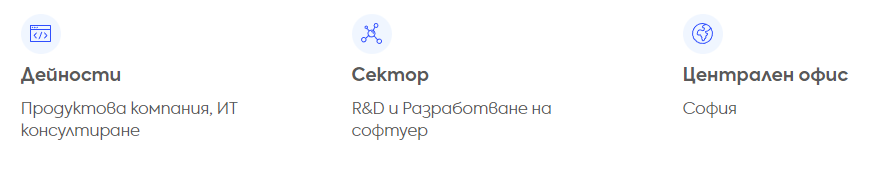 Дейности
Продуктова компания, ИТ
консултиране
Сектор
R&D и Разработване на
софтуер
Централен офис
София